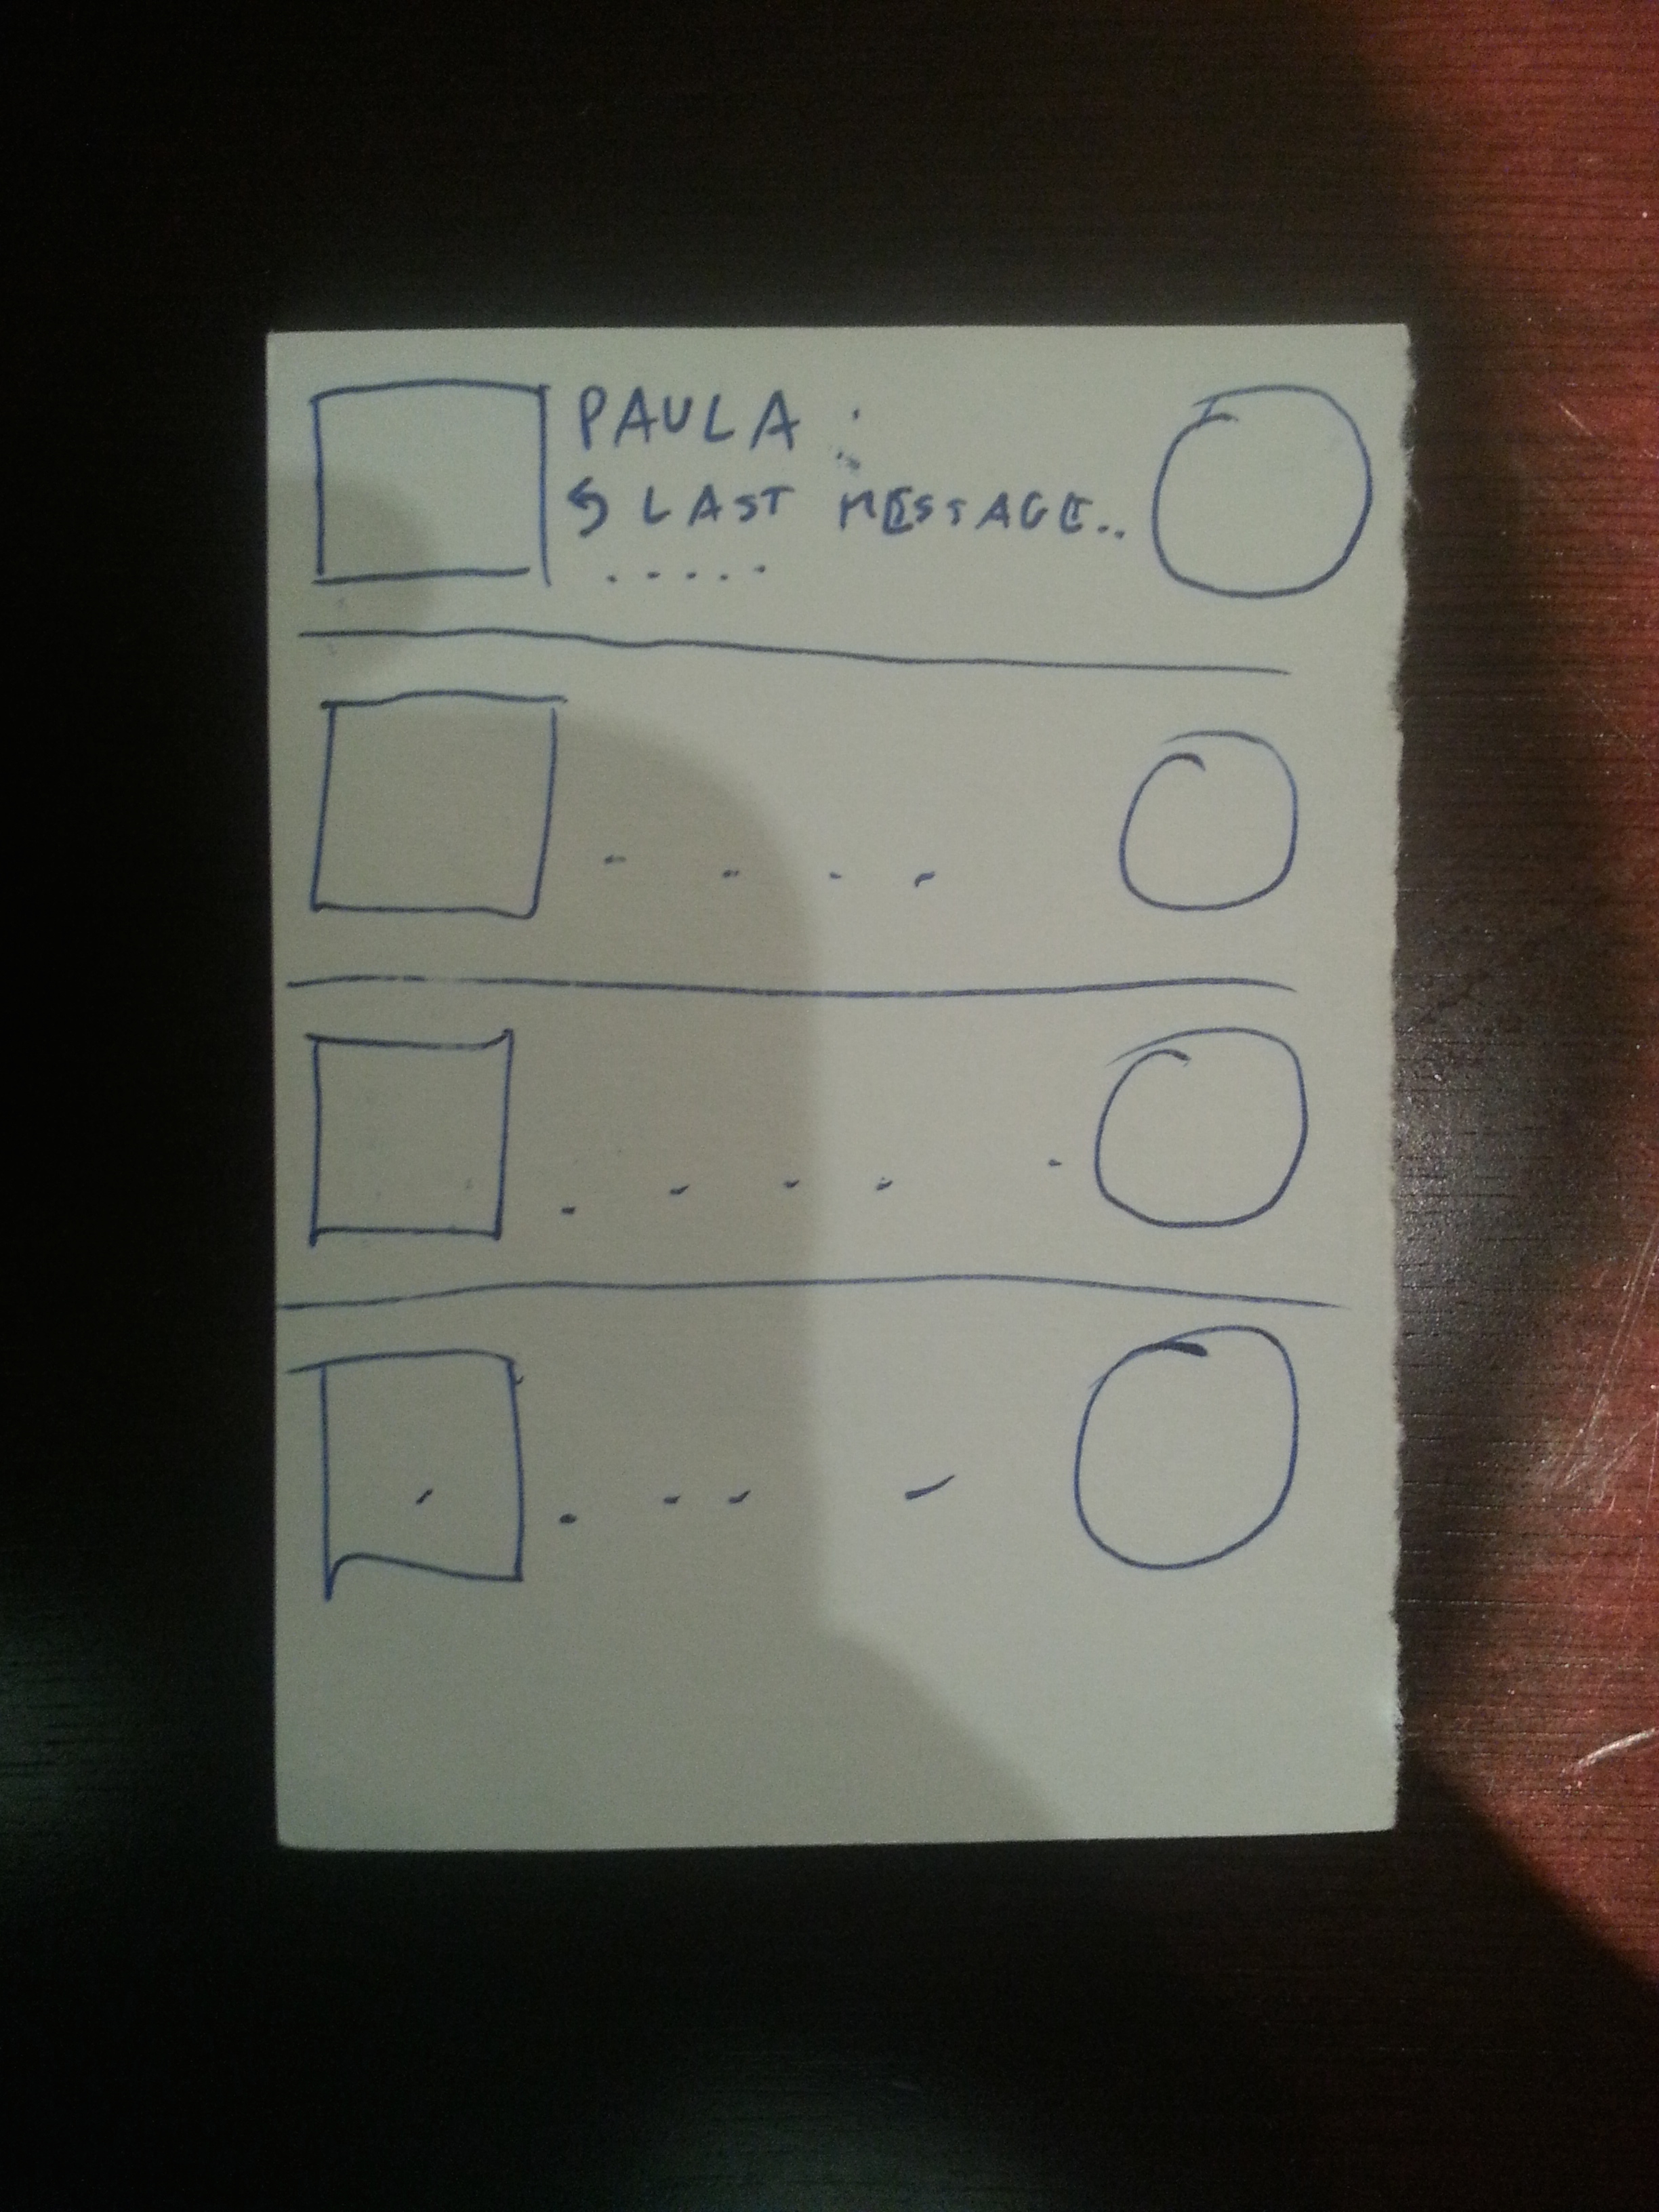 PAULA :
↰ LAST MESSAGE..
.....